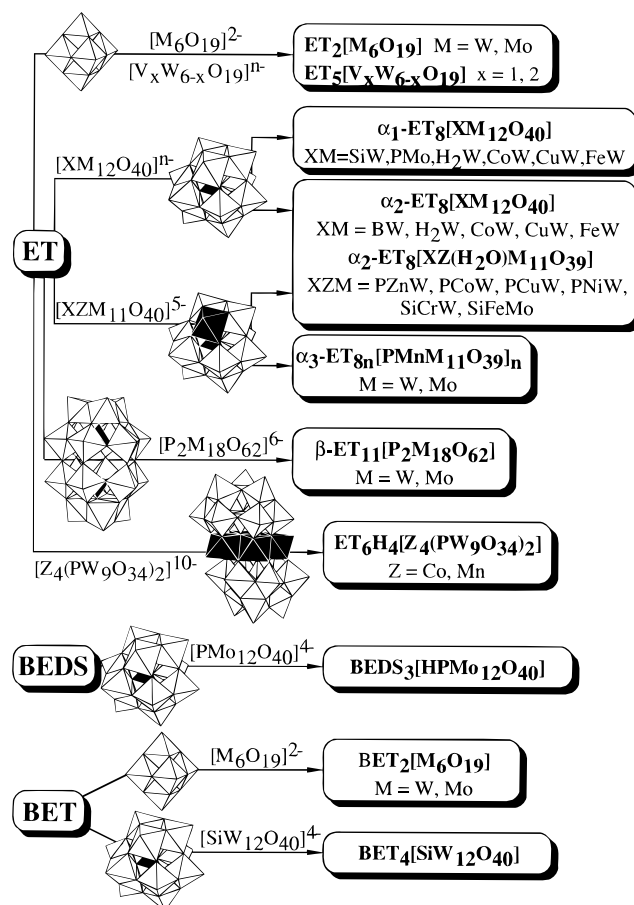 [M6O19]2-
[VxW6-xO19]n-
ET2[M6O19] M = W, Mo
ET5[VxW6-xO19] x = 1, 2
[XM12O40]n-
α1-ET8[XM12O40]
XM=SiW,PMo,H2W,CoW,CuW,FeW
α2-ET8[XM12O40]
XM = BW, H2W, CoW, CuW, FeW
α2-ET8[XZ(H2O)M11O39]
XZM = PZnW, PCoW, PCuW, PNiW,
SiCrW, SiFeMo
ET
[XZM11O40]5-
α3-ET8n[PMnM11O39]n
M = W, Mo
[P2M18O62]6-
β-ET11[P2M18O62]
M = W, Mo
[Z4(PW9O34)2]10-
ET6H4[Z4(PW9O34)2]
Z = Co, Mn
BEDS
[PMo12O40]4-
BEDS3[HPMo12O40]
[M6O19]2-
BET2[M6O19]
M = W, Mo
BET
[SiW12O40]4-
BET4[SiW12O40]